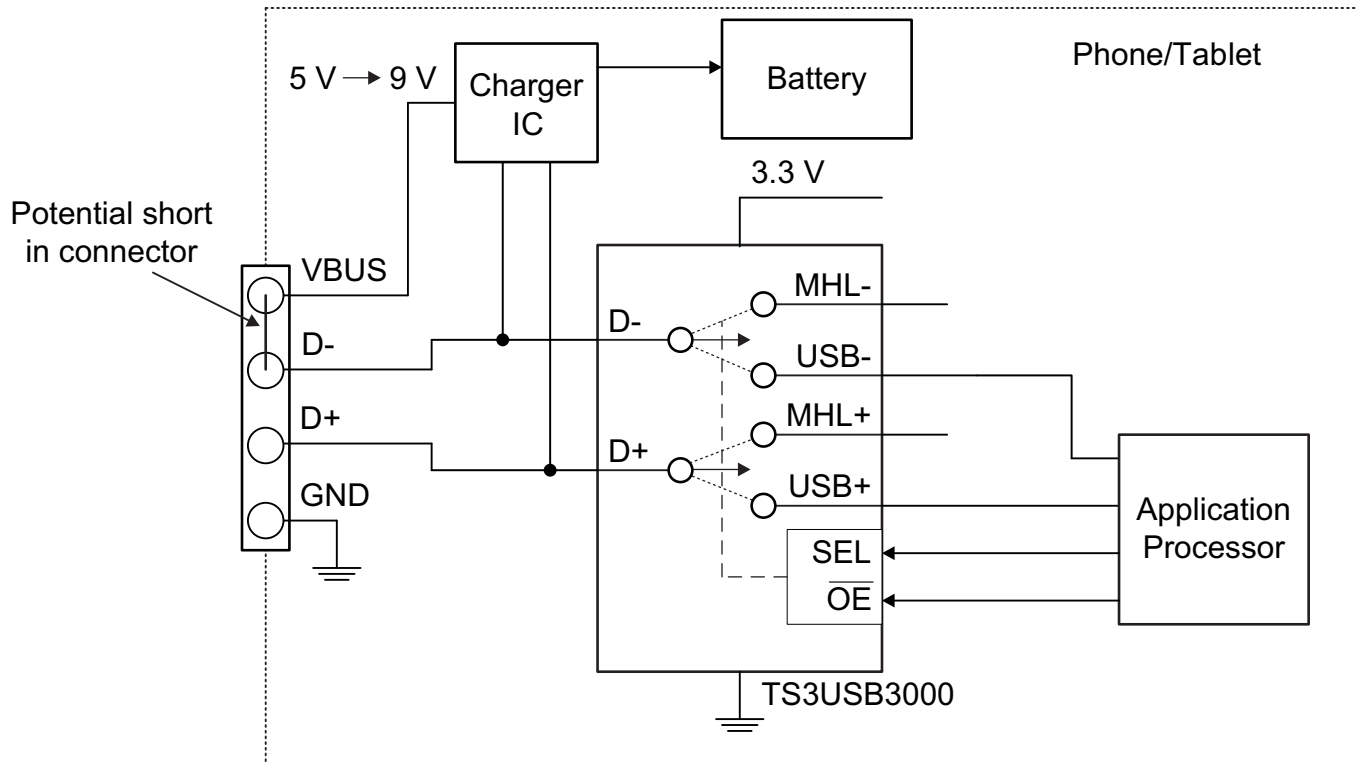 Phone/Tablet
5 V → 9 V
Charger
IC
Battery
3.3 V
Potential short
in connector
VBUS
D-
D+
GND
D-
D+
MHL-
USB-
MHL+
USB+
SEL
OE
Application
Processor
TS3USB3000